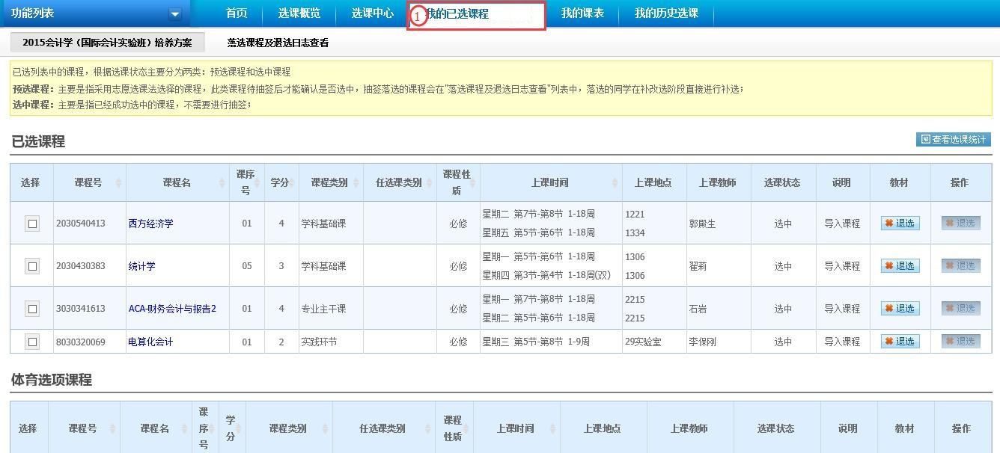 功能列表 首页 选课概览 选课中心 1 我的已选课程 我的课表 我的历史选课
2015会计学（国际会计实验班）培养方案 落选课程及退选日志查看
已选列表中的课程，根据选课状态主要分为两类：预选课程和选中课程
预选课程：主要是指采用志愿选课法选择的课程，此类课程待抽签后才能确认是否选中，抽签落选的课程会在"落选课程及退选日志查看"列表中，落选的同学在补改选阶段直接进行补选；
选中课程：主要是指已经成功选中的课程，不需要进行抽签；
已选课程 查看选课统计
选择 课程号 课程名 课序号 学分 课程类别 任选课类别 课程性质 上课时间 上课地点 上课教师 选课状态 说明 教材 操作
2030540413 西方经济学 01 4 学科基础课 必修 星期二 第7节-第8节 1-18周 1221 郭殿生 选中 导入课程 退选 退选
星期五 第5节-第6节 1-18周 1334
2030430383 统计学 05 3 学科基础课 必修 星期一 第5节-第6节 1-18周 1306 翟莉 选中 导入课程 退选 退选
星期四 第3节-第4节 1-18周(双) 1306
3030341613 ACA-财务会计与报告2 01 4 专业主干课 必修 星期一 第7节-第8节 1-18周 2215 石岩 选中 导入课程 退选 退选
星期二 第5节-第6节 1-18周 2215
8030320069 电算化会计 01 2 实践环节 必修 星期三 第5节-第8节 1-9周 29实验室 李保刚 选中 导入课程 退选 退选
体育选项课程
选择 课程号 课程名 课序号 学分 课程类别 任选课类别 课程性质 上课时间 上课地点 上课教师 选课状态 说明 教材 操作